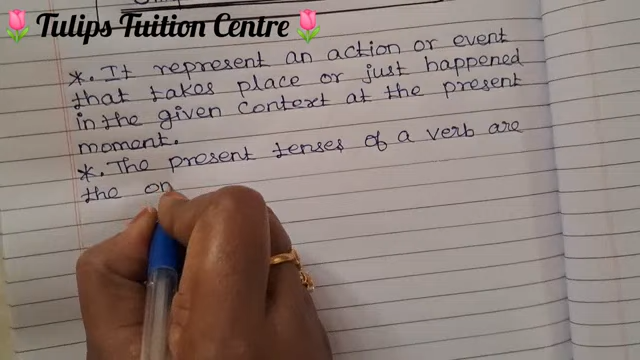 🌷Tulips Tuition Centre🌷
*. It represent an action or event
that takes place or just happened
in the given context at the present
moment.
*. The present tenses of a verb are
the on